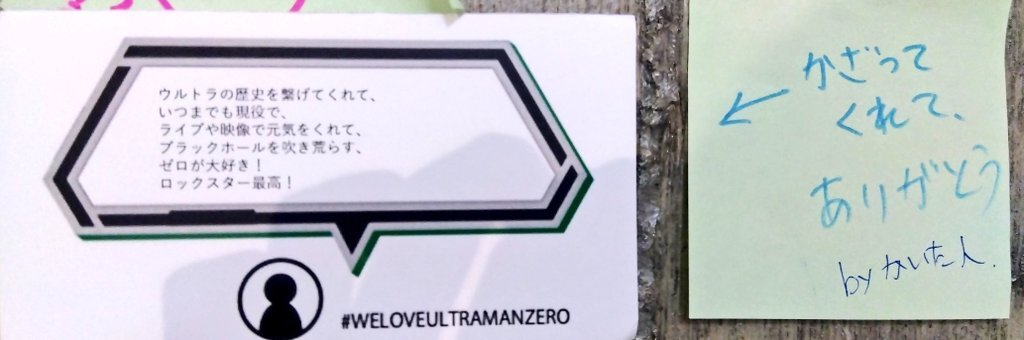 ウルトラの歴史を繋げてくれて、
いつまでも現役で、
ライブや映像で元気をくれて、
ブラックホールを吹き荒らす、
ゼロが大好き！
ロックスター最高！
#WELOVEULTRAMANZERO
← かざって
くれて、
ありがとう
by かいた人.